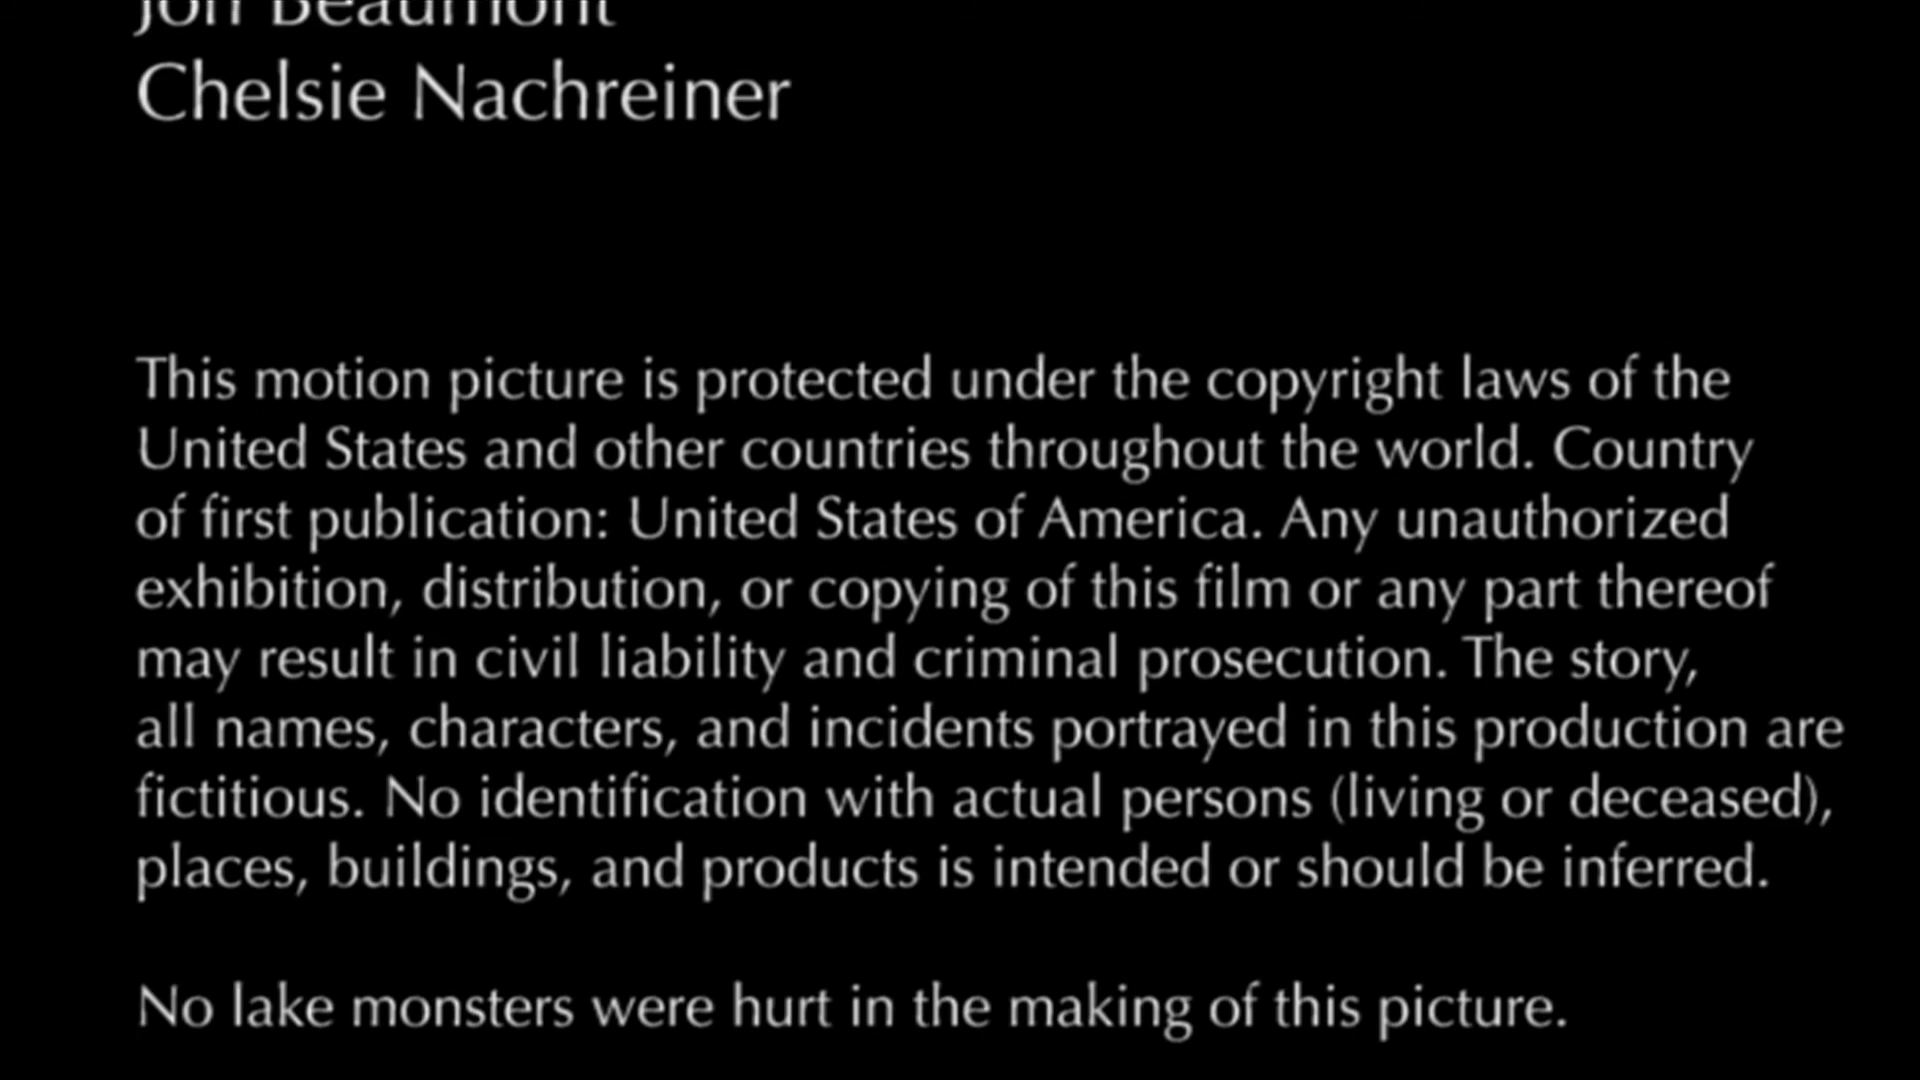 Jon Beaumont
Chelsie Nachreiner
This motion picture is protected under the copyright laws of the
United States and other countries throughout the world. Country
of first publication: United States of America. Any unauthorized
exhibition, distribution, or copying of this film or any part thereof
may result in civil liability and criminal prosecution. The story,
all names, characters, and incidents portrayed in this production are
fictitious. No identification with actual persons (living or deceased),
places, buildings, and products is intended or should be inferred.
No lake monsters were hurt in the making of this picture.